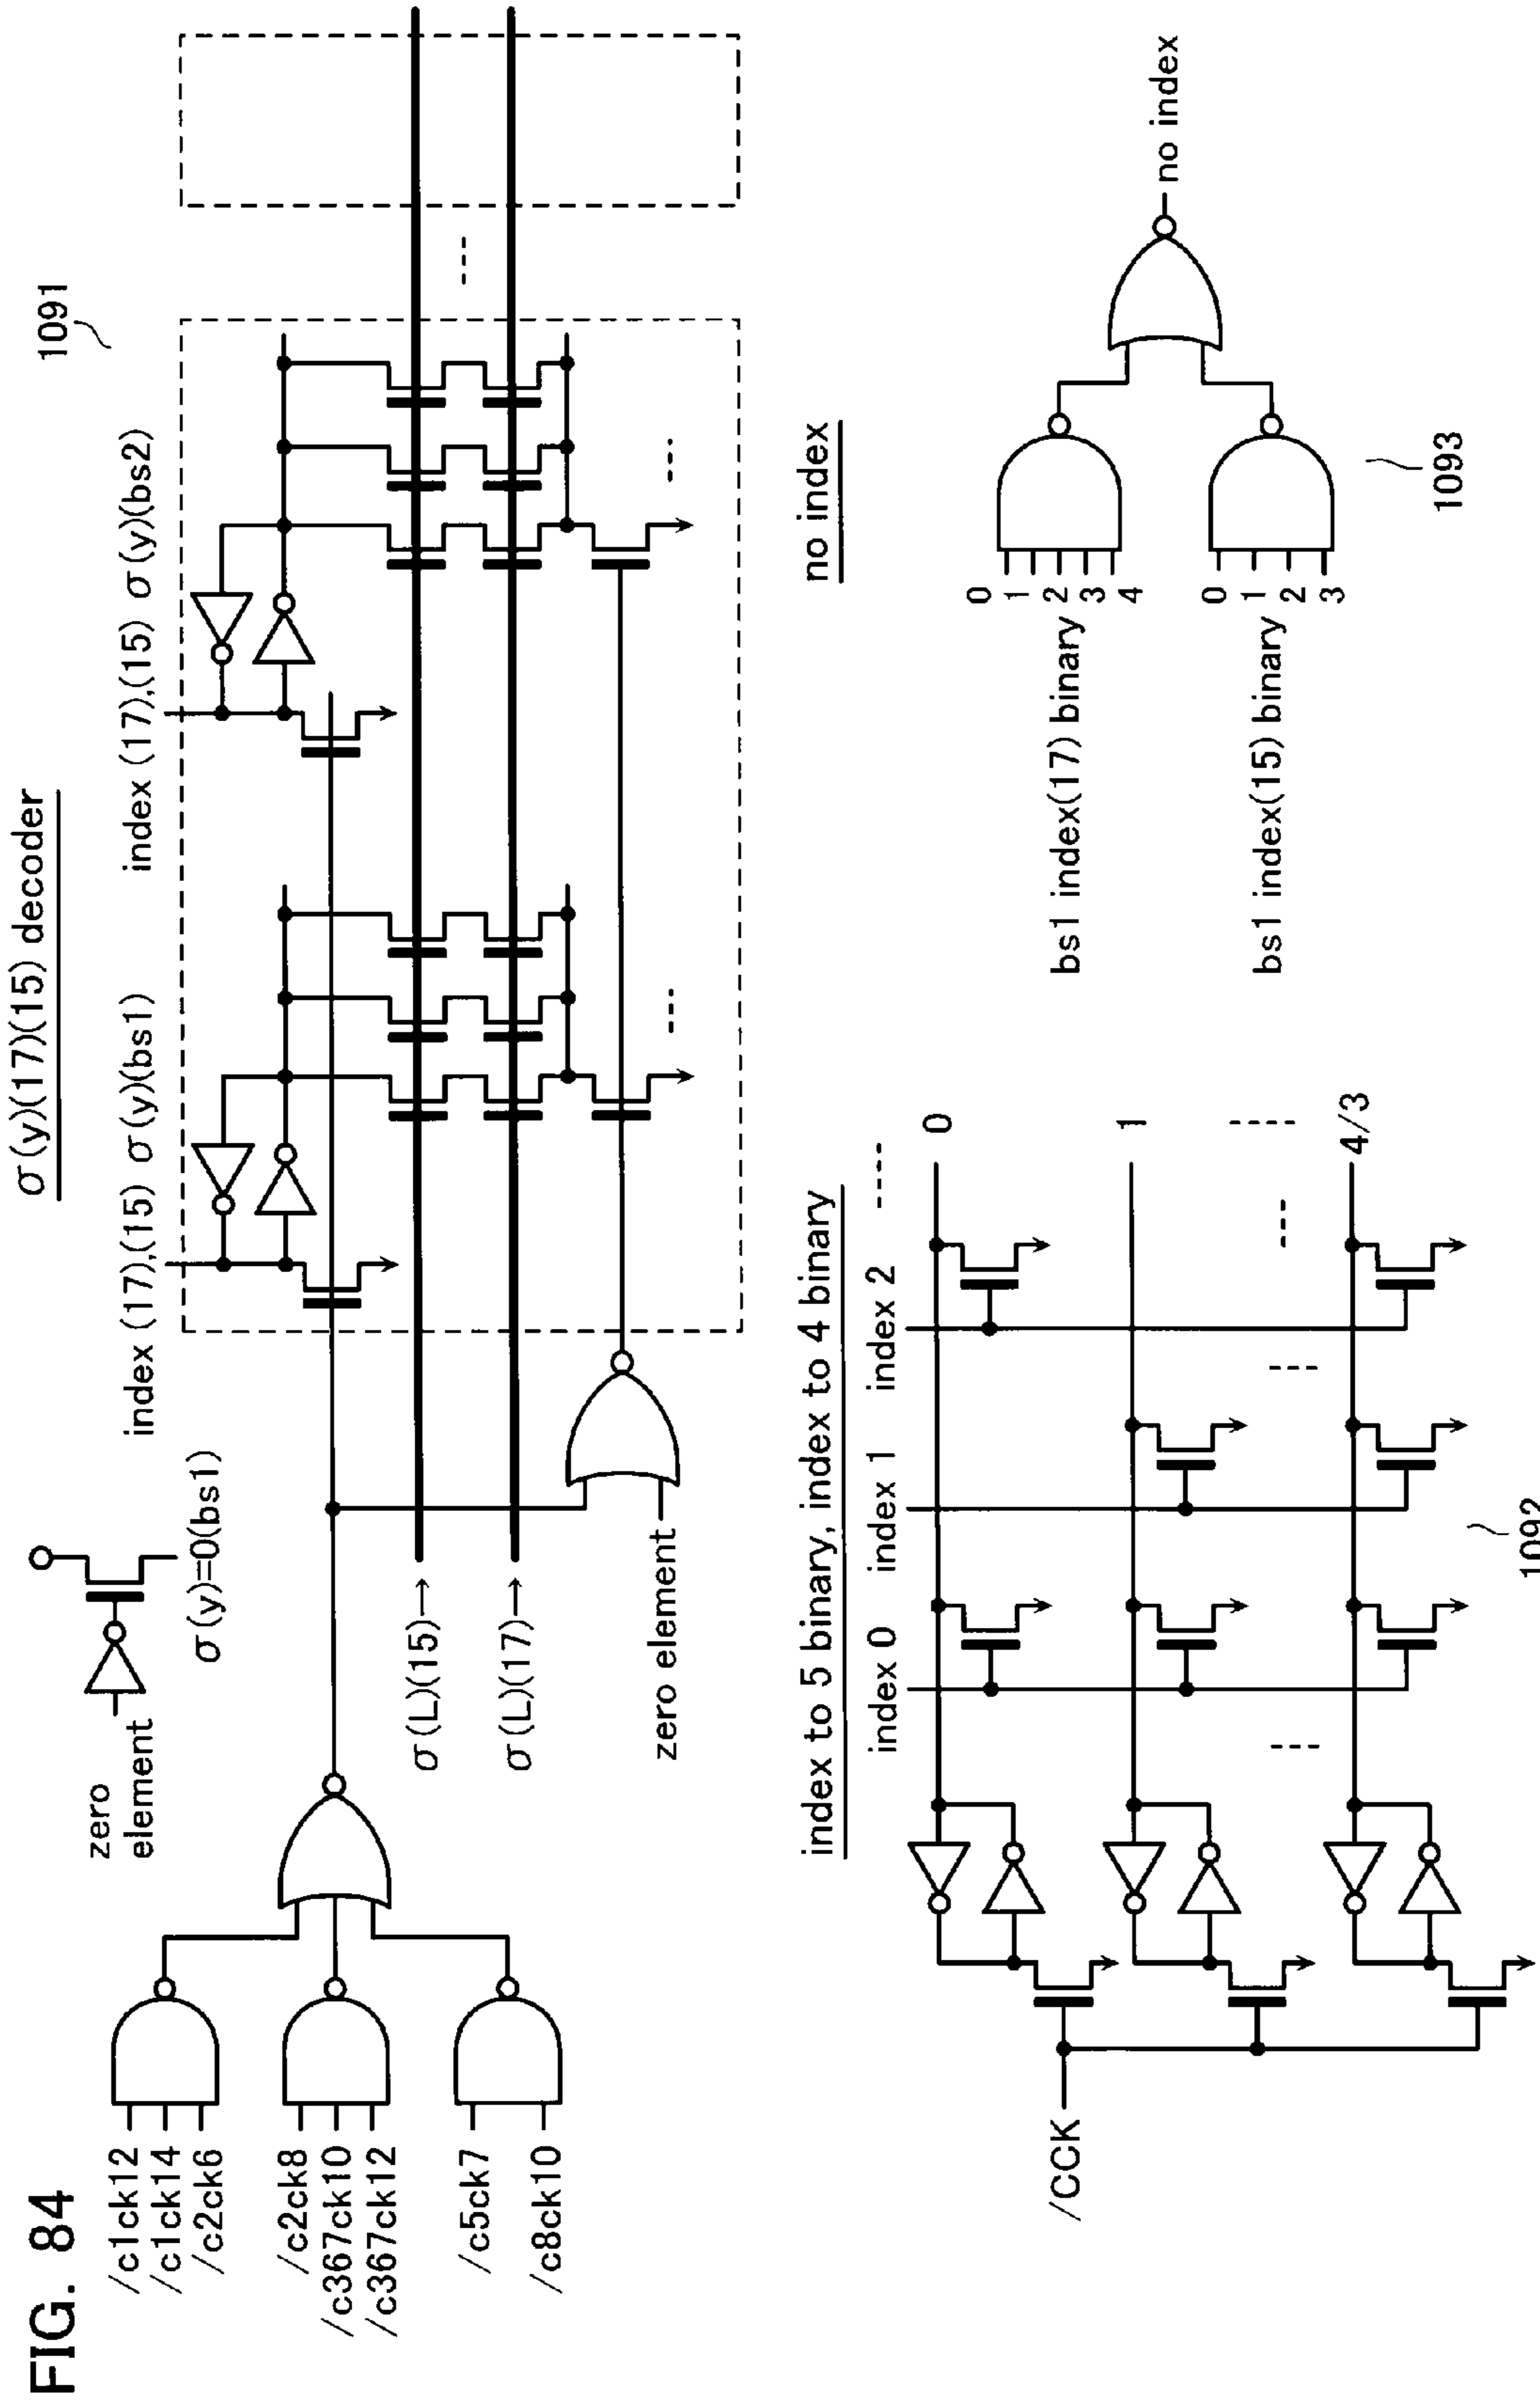 FIG. 84
σ(y)(17)(15) decoder
1091
/c1ck12
/c1ck14
/c2ck6
/c2ck8
/c367ck10
/c367ck12
/c5ck7
/c8ck10
zero
element
σ(y)=0(bs1)
index (17),(15) σ(y)(bs1)
index (17),(15) σ(y)(bs2)
σ(L)(15)→
σ(L)(17)→
zero element
index to 5 binary, index to 4 binary
index 0
index 1
index 2
0
1
4/3
/CCK
1092
no index
bs1 index(17) binary
0
1
2
3
4
bs1 index(15) binary
0
1
2
3
no index
1093